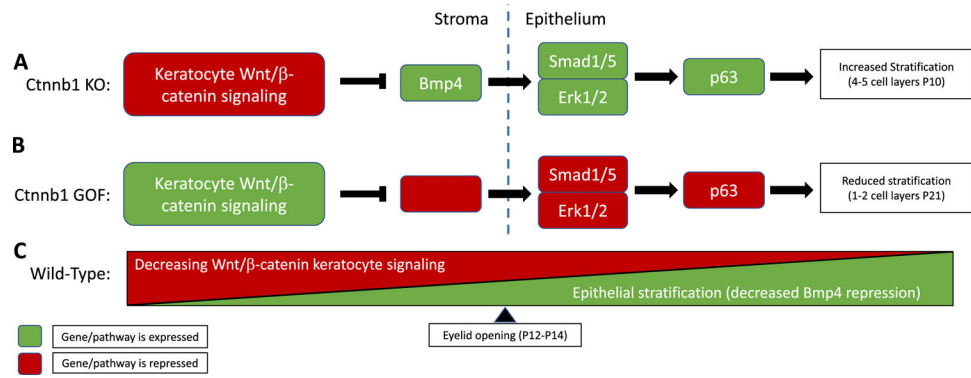 Stroma
Epithelium
A
Ctnnb1 KO:
Keratocyte Wnt/β-
catenin signaling
Bmp4
Smad1/5
Erk1/2
p63
Increased Stratification
(4-5 cell layers P10)
B
Ctnnb1 GOF:
Keratocyte Wnt/β-
catenin signaling
Smad1/5
Erk1/2
p63
Reduced stratification
(1-2 cell layers P21)
C
Wild-Type:
Decreasing Wnt/β-catenin keratocyte signaling
Epithelial stratification (decreased Bmp4 repression)
Eyelid opening (P12-P14)
Gene/pathway is expressed
Gene/pathway is repressed